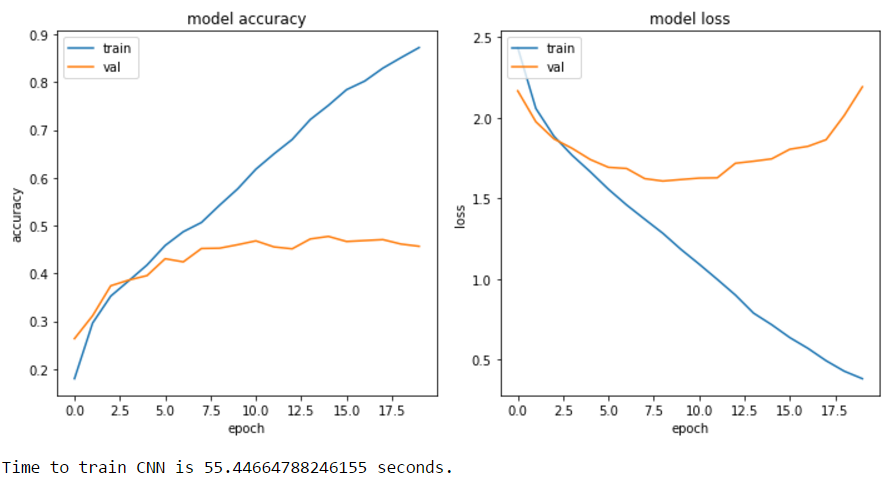 model accuracy
train
val
0.9
0.8
0.7
0.6
0.5
0.4
0.3
0.2
accuracy
0.0 2.5 5.0 7.5 10.0 12.5 15.0 17.5
epoch
model loss
train
val
2.5
2.0
1.5
1.0
0.5
loss
0.0 2.5 5.0 7.5 10.0 12.5 15.0 17.5
epoch
Time to train CNN is 55.44664788246155 seconds.